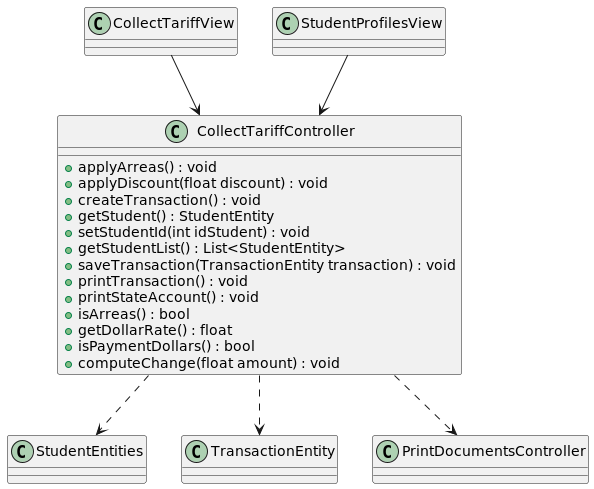 C CollectTariffView
C StudentProfilesView
C CollectTariffController
applyArreas() : void
applyDiscount(float discount) : void
createTransaction() : void
getStudent() : StudentEntity
setStudentId(int idStudent) : void
getStudentList() : List<StudentEntity>
saveTransaction(TransactionEntity transaction) : void
printTransaction() : void
printStateAccount() : void
isArreas() : bool
getDollarRate() : float
isPaymentDollars() : bool
computeChange(float amount) : void
C StudentEntities
C TransactionEntity
C PrintDocumentsController